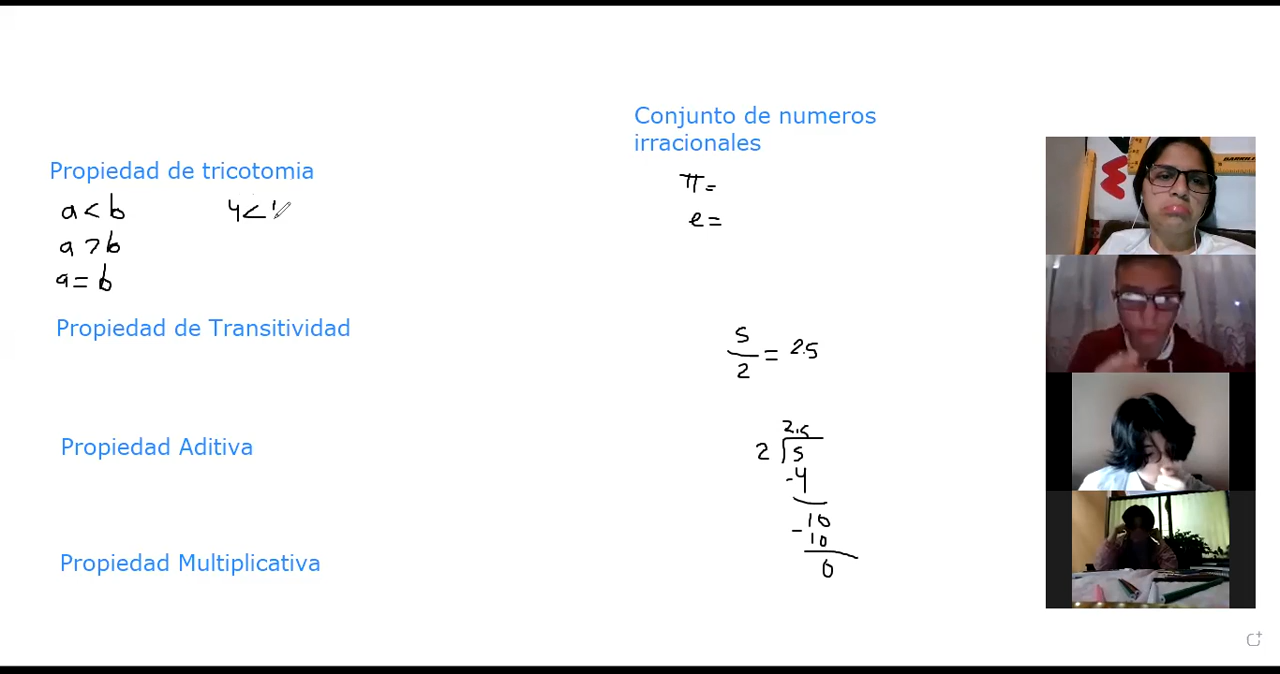 Propiedad de tricotomia
a < b
4 <
a > b
a = b
Propiedad de Transitividad
Propiedad Aditiva
Propiedad Multiplicativa
Conjunto de numeros
irracionales
π =
e =
5
2
= 2.5
2.5
2 5
-4
-10
10
0